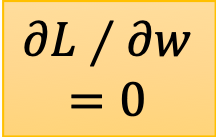 ∂L / ∂w
= 0